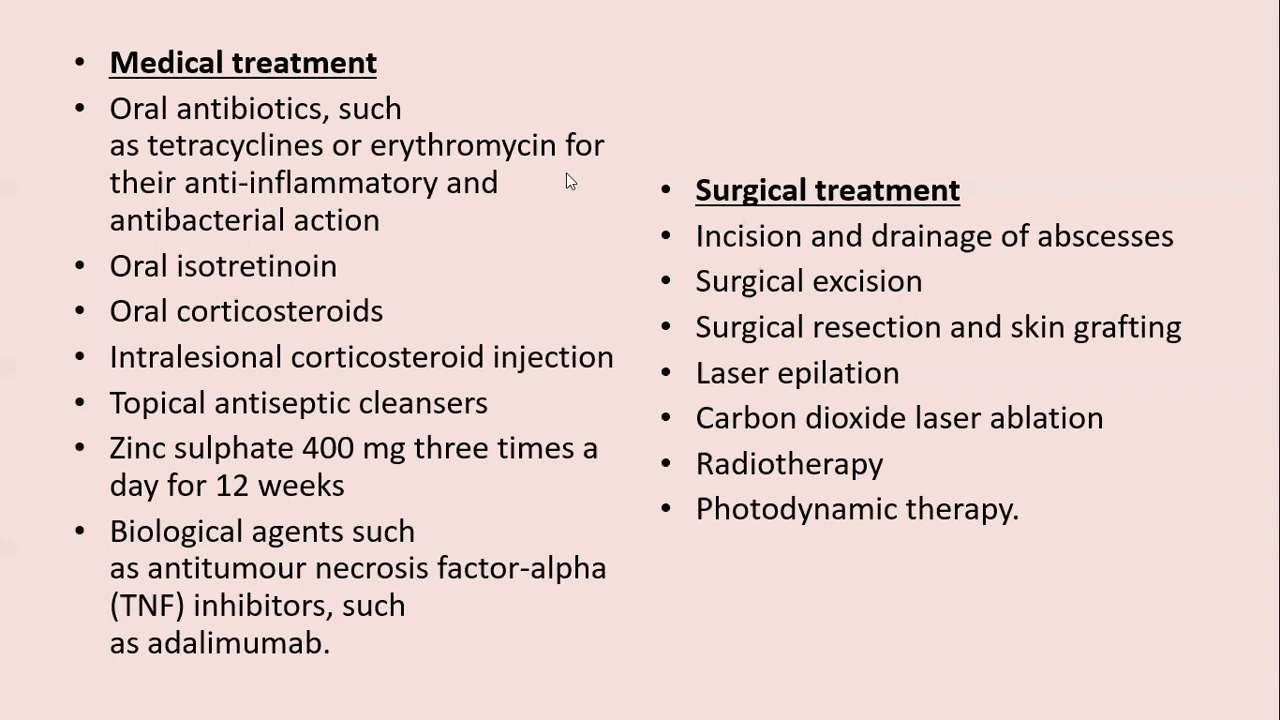 • Medical treatment
• Oral antibiotics, such
as tetracyclines or erythromycin for
their anti-inflammatory and
antibacterial action
• Oral isotretinoin
• Oral corticosteroids
• Intralesional corticosteroid injection
• Topical antiseptic cleansers
• Zinc sulphate 400 mg three times a
day for 12 weeks
• Biological agents such
as antitumour necrosis factor-alpha
(TNF) inhibitors, such
as adalimumab.
• Surgical treatment
• Incision and drainage of abscesses
• Surgical excision
• Surgical resection and skin grafting
• Laser epilation
• Carbon dioxide laser ablation
• Radiotherapy
• Photodynamic therapy.